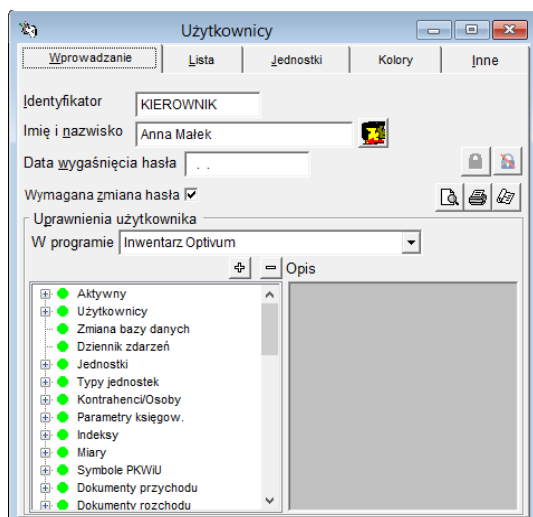 Użytkownicy
Wprowadzanie Lista Jednostki Kolory Inne
Identyfikator KIEROWNIK
Imię i nazwisko Anna Małek
Data wygaśnięcia hasła . .
Wymagana zmiana hasła
Uprawnienia użytkownika
W programie Inwentarz Optivum
Opis
Aktywny
Użytkownicy
Zmiana bazy danych
Dziennik zdarzeń
Jednostki
Typy jednostek
Kontrahenci/Osoby
Parametry księgow.
Indeksy
Miary
Symbole PKWiU
Dokumenty przychodu
Dokumenty rozchodu